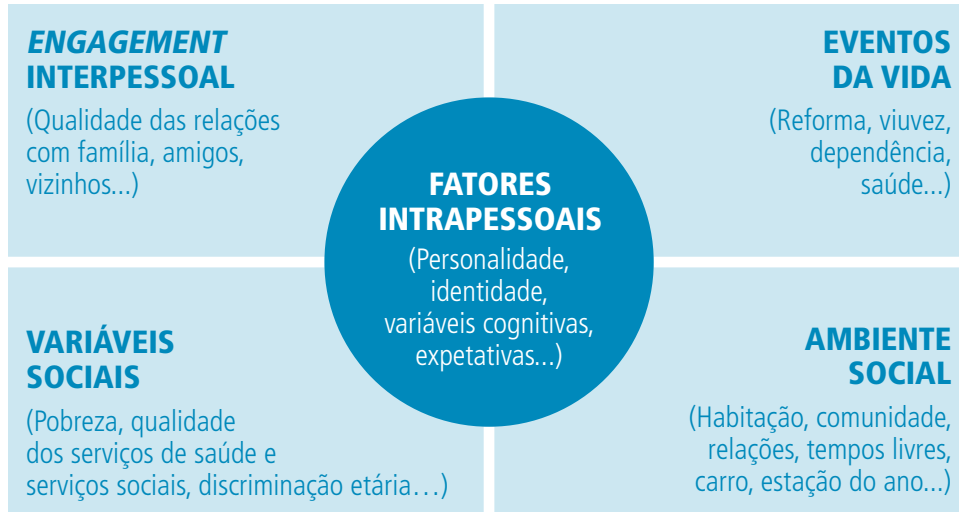 ENGAGEMENT
INTERPESSOAL
(Qualidade das relações
com família, amigos,
vizinhos...)
EVENTOS
DA VIDA
(Reforma, viuvez,
dependência,
saúde...)
FATORES
INTRAPESSOAIS
(Personalidade,
identidade,
variáveis cognitivas,
expetativas...)
VARIÁVEIS
SOCIAIS
(Pobreza, qualidade
dos serviços de saúde e
serviços sociais, discriminação etária…)
AMBIENTE
SOCIAL
(Habitação, comunidade,
relações, tempos livres,
carro, estação do ano...)